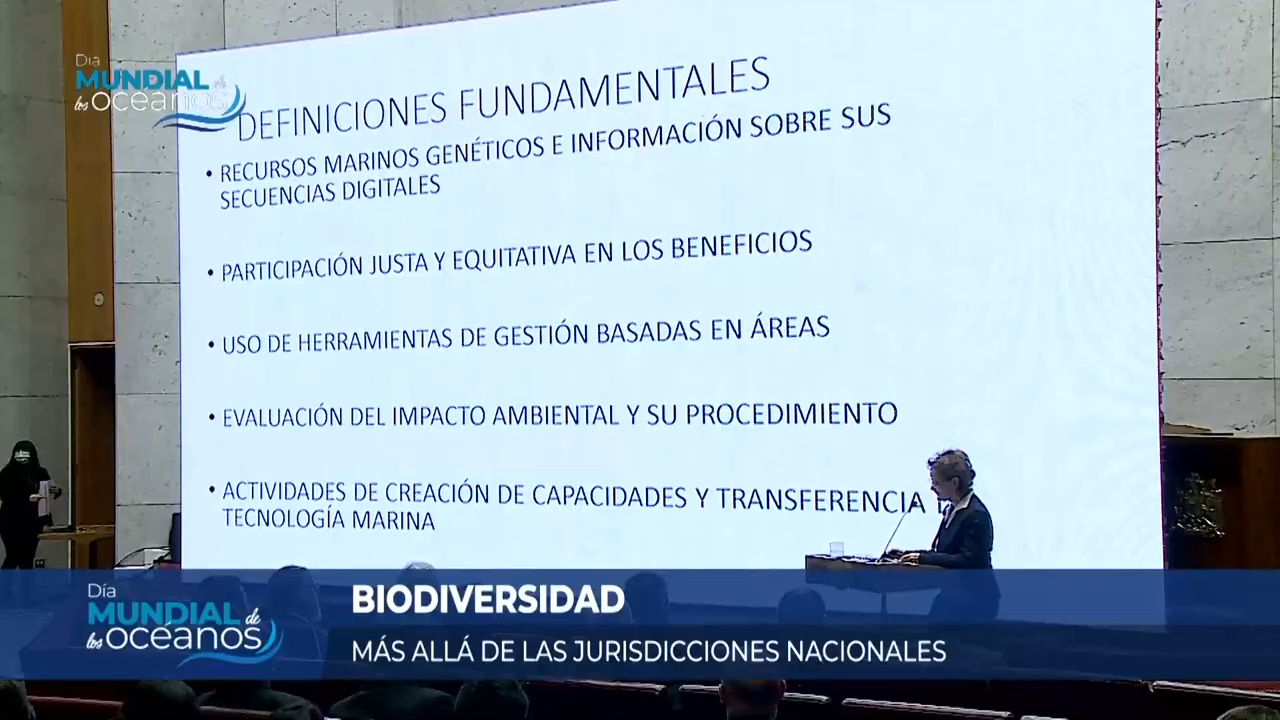 Día
MUNDIAL de
los océanos
DEFINICIONES FUNDAMENTALES
• RECURSOS MARINOS GENÉTICOS E INFORMACIÓN SOBRE SUS
SECUENCIAS DIGITALES
• PARTICIPACIÓN JUSTA Y EQUITATIVA EN LOS BENEFICIOS
• USO DE HERRAMIENTAS DE GESTIÓN BASADAS EN ÁREAS
• EVALUACIÓN DEL IMPACTO AMBIENTAL Y SU PROCEDIMIENTO
• ACTIVIDADES DE CREACIÓN DE CAPACIDADES Y TRANSFERENCIA
TECNOLOGÍA MARINA
Día
MUNDIAL de
los océanos
BIODIVERSIDAD
MÁS ALLÁ DE LAS JURISDICCIONES NACIONALES